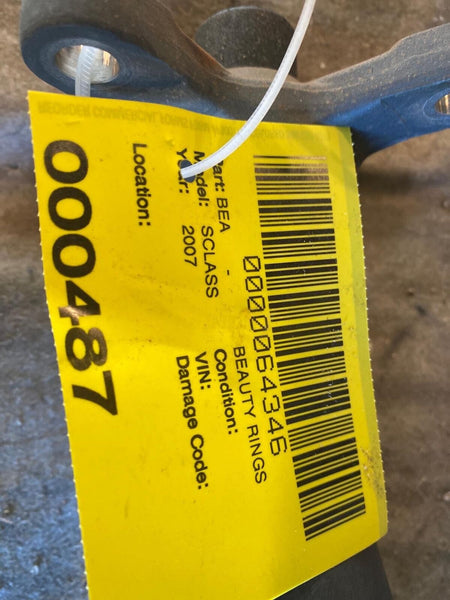 0000064346
Part: BEA - BEAUTY RINGS
Model: SCLASS Condition:
Year: 2007 VIN:
Damage Code:
Location:
000487